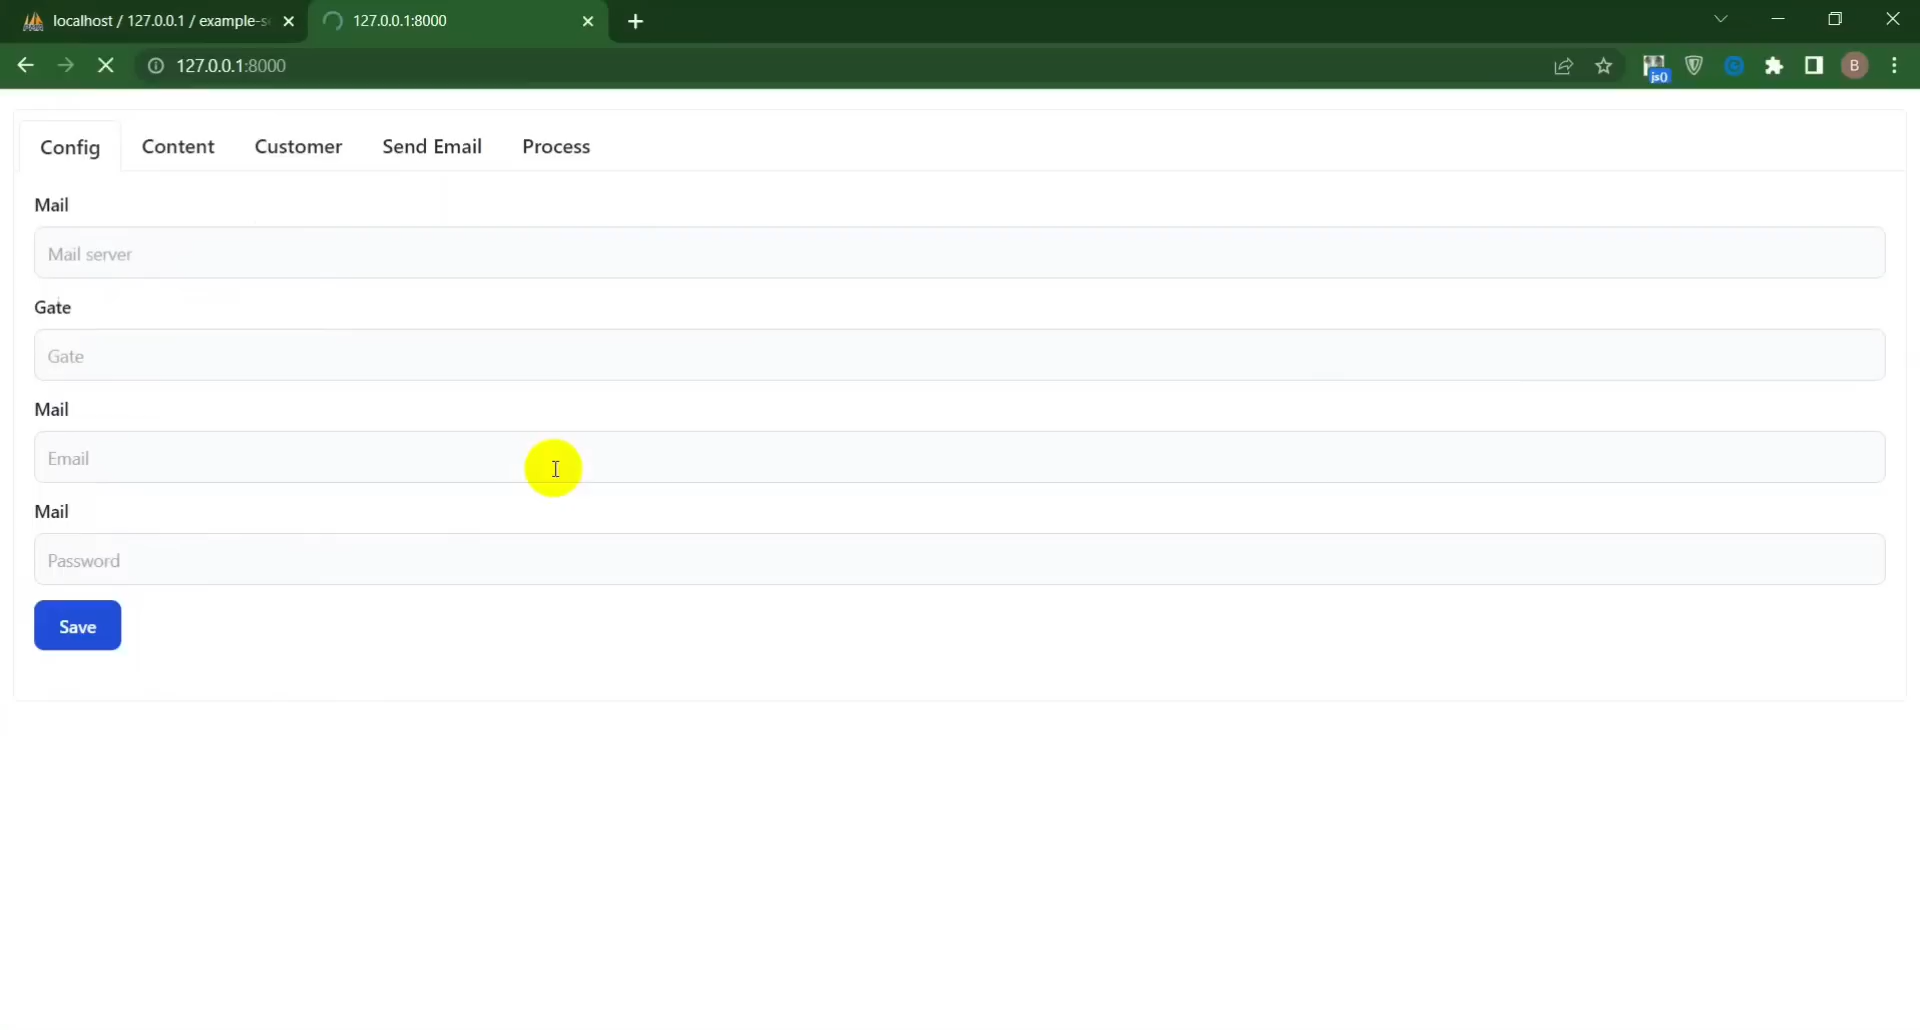 localhost / 127.0.0.1 / example-s
127.0.0.1:8000
127.0.0.1:8000
js()
B
Config
Content
Customer
Send Email
Process
Mail
Mail server
Gate
Gate
Mail
Email
Mail
Password
Save